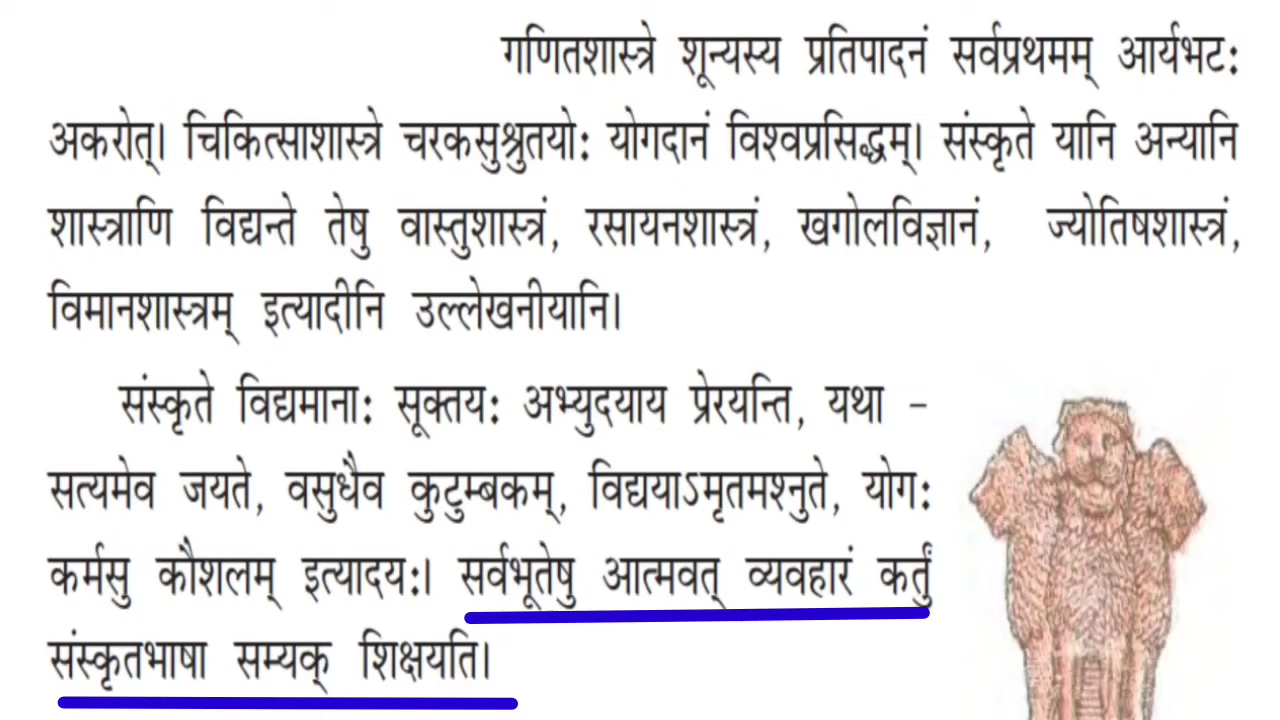 गणितशास्त्रे शून्यस्य प्रतिपादनं सर्वप्रथमम् आर्यभटः
अकरोत्। चिकित्साशास्त्रे चरकसुश्रुतयोः योगदानं विश्वप्रसिद्धम्। संस्कृते यानि अन्यानि
शास्त्राणि विद्यन्ते तेषु वास्तुशास्त्रं, रसायनशास्त्रं, खगोलविज्ञानं, ज्योतिषशास्त्रं,
विमानशास्त्रम् इत्यादीनि उल्लेखनीयानि।
संस्कृते विद्यमानाः सूक्तयः अभ्युदयाय प्रेरयन्ति, यथा –
सत्यमेव जयते, वसुधैव कुटुम्बकम्, विद्ययाऽमृतमश्नुते, योगः
कर्मसु कौशलम् इत्यादयः। सर्वभूतेषु आत्मवत् व्यवहारं कर्तुं
संस्कृतभाषा सम्यक् शिक्षयति।